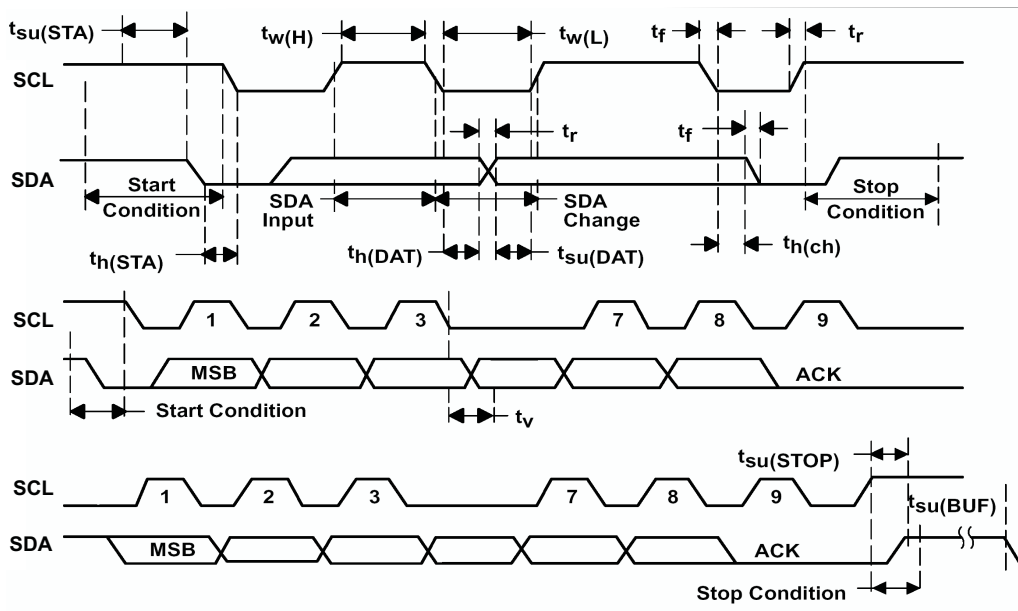 tsu(STA)
tw(H)
tw(L)
tf
tr
SCL
tr
tf
SDA
Start
Condition
SDA
Input
SDA
Change
Stop
Condition
th(STA)
th(DAT)
tsu(DAT)
th(ch)
SCL
1
2
3
7
8
9
SDA
MSB
ACK
Start Condition
tv
tsu(STOP)
SCL
1
2
3
7
8
9
tsu(BUF)
SDA
MSB
ACK
Stop Condition